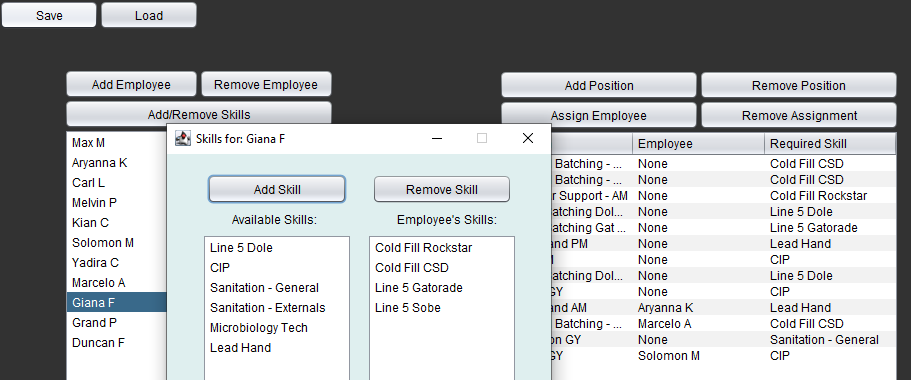 Save Load
Add Employee Remove Employee
Add/Remove Skills
Add Position Remove Position
Assign Employee Remove Assignment
Max M
Aryanna K
Carl L
Melvin P
Kian C
Solomon M
Yadira C
Marcelo A
Giana F
Grand P
Duncan F
Skills for: Giana F
Add Skill Remove Skill
Available Skills:
Line 5 Dole
CIP
Sanitation - General
Sanitation - Externals
Microbiology Tech
Lead Hand
Employee's Skills:
Cold Fill Rockstar
Cold Fill CSD
Line 5 Gatorade
Line 5 Sobe
Employee Required Skill
Batching - ... None Cold Fill CSD
Batching - ... None Cold Fill CSD
Support - AM None Cold Fill Rockstar
Dol... None Line 5 Dole
Gat ... None Line 5 Gatorade
PM None Lead Hand
None CIP
Dol... None Line 5 Dole
GY None CIP
AM Aryanna K Lead Hand
Batching - ... Marcelo A Cold Fill CSD
GY None Sanitation - General
GY Solomon M CIP